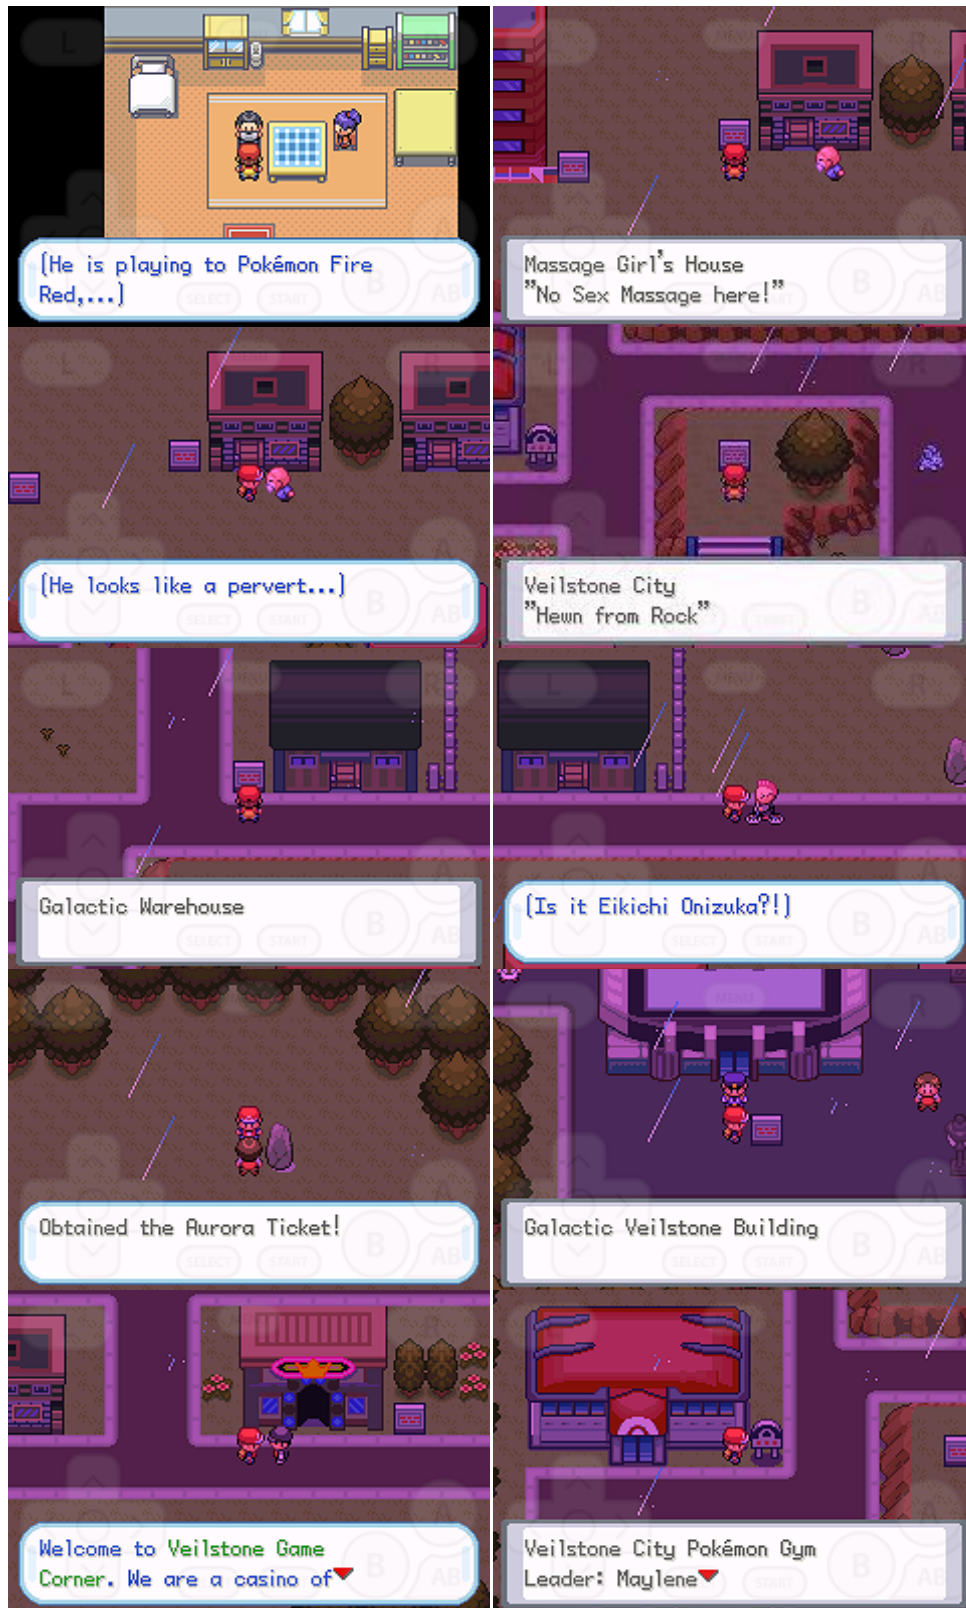 (He is playing to Pokémon Fire
Red,...)
Massage Girl's House
"No Sex Massage here!"
(He looks like a pervert...)
Veilstone City
"Hewn from Rock"
Galactic Warehouse
(Is it Eikichi Onizuka?!)
Obtained the Aurora Ticket!
Galactic Veilstone Building
Welcome to Veilstone Game
Corner. We are a casino of
Veilstone City Pokémon Gym
Leader: Maylene